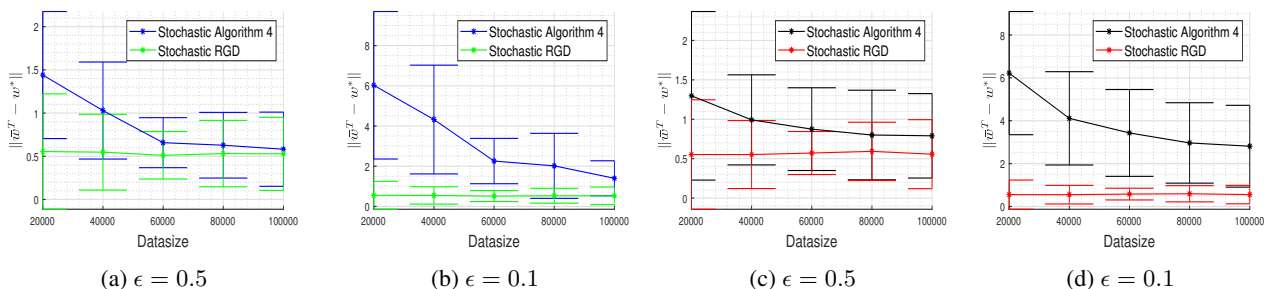 2
1.5
1
0.5
0
||w̄ᵀ − w*||
Stochastic Algorithm 4
Stochastic RGD
20000 40000 60000 80000 100000
Datasize
(a) ϵ = 0.5
8
6
4
2
0
||w̄ᵀ − w*||
Stochastic Algorithm 4
Stochastic RGD
20000 40000 60000 80000 100000
Datasize
(b) ϵ = 0.1
2
1.5
1
0.5
0
||w̄ᵀ − w*||
Stochastic Algorithm 4
Stochastic RGD
20000 40000 60000 80000 100000
Datasize
(c) ϵ = 0.5
8
6
4
2
0
||w̄ᵀ − w*||
Stochastic Algorithm 4
Stochastic RGD
20000 40000 60000 80000 100000
Datasize
(d) ϵ = 0.1